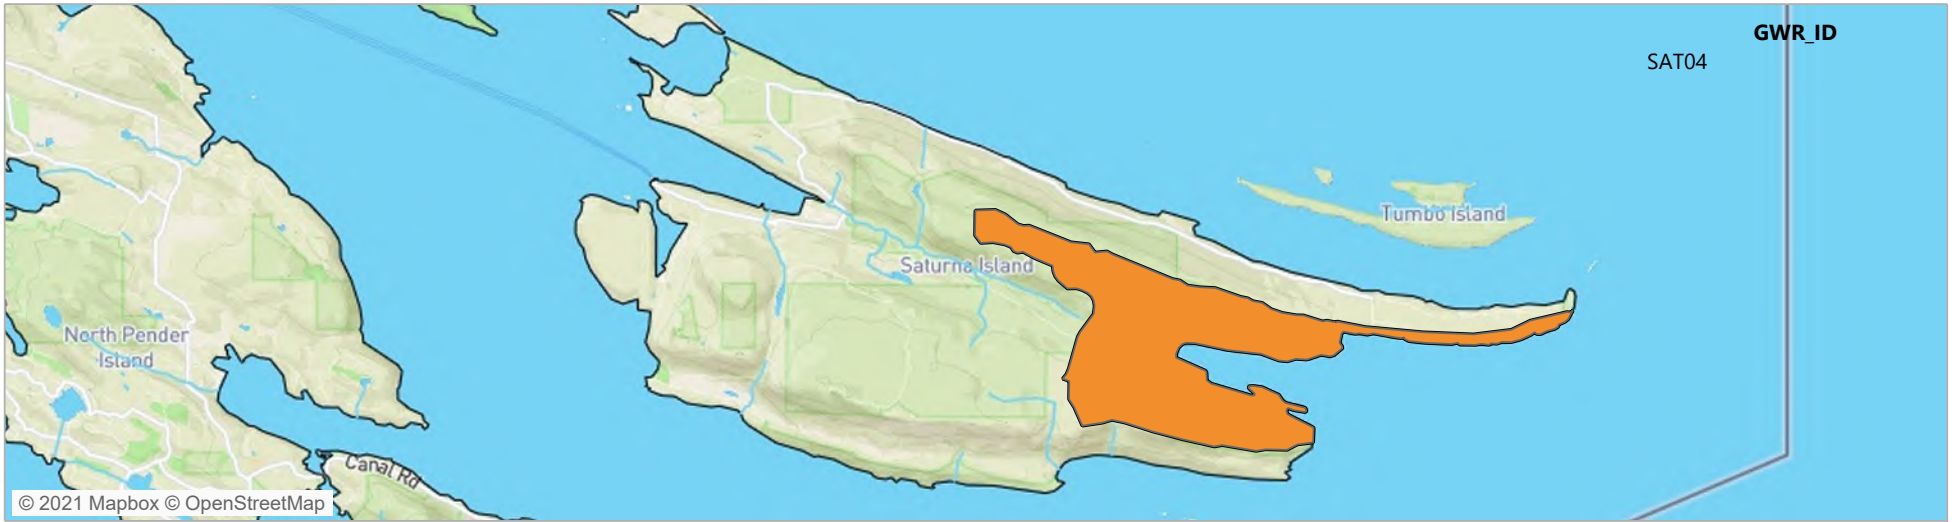 GWR_ID
SAT04
Tumbo Island
Saturna Island
North Pender
Island
Canal Rd
© 2021 Mapbox © OpenStreetMap